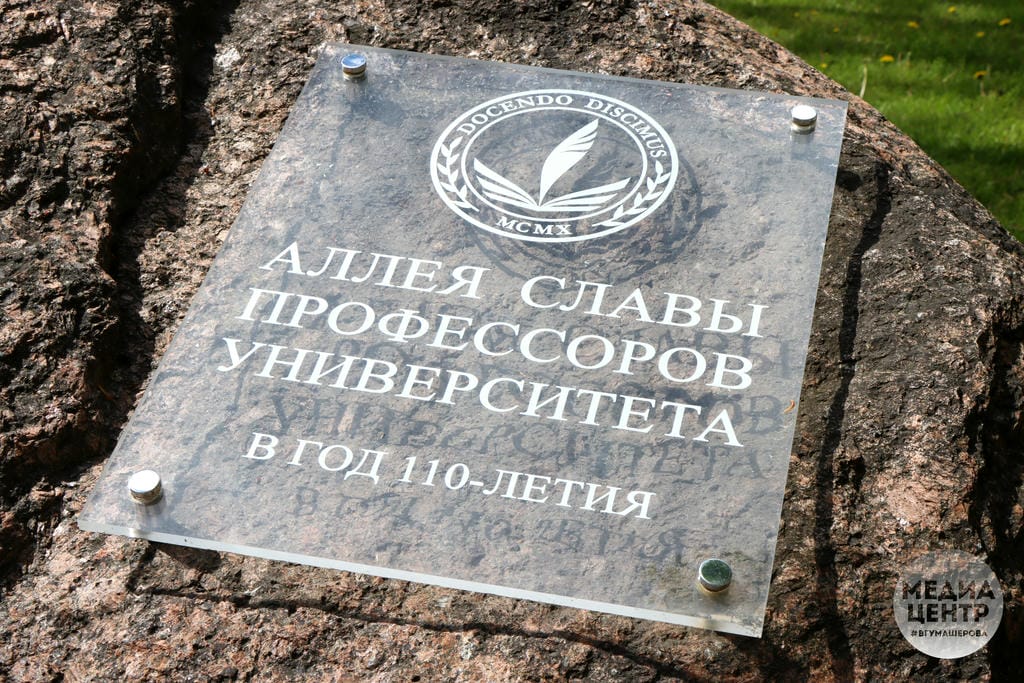 DOCENDO DISCIMUS
MCMX
АЛЛЕЯ СЛАВЫ
ПРОФЕССОРОВ
УНИВЕРСИТЕТА
В ГОД 110-ЛЕТИЯ
МЕДИА
ЦЕНТР
#ВГУМАШЕРОВА